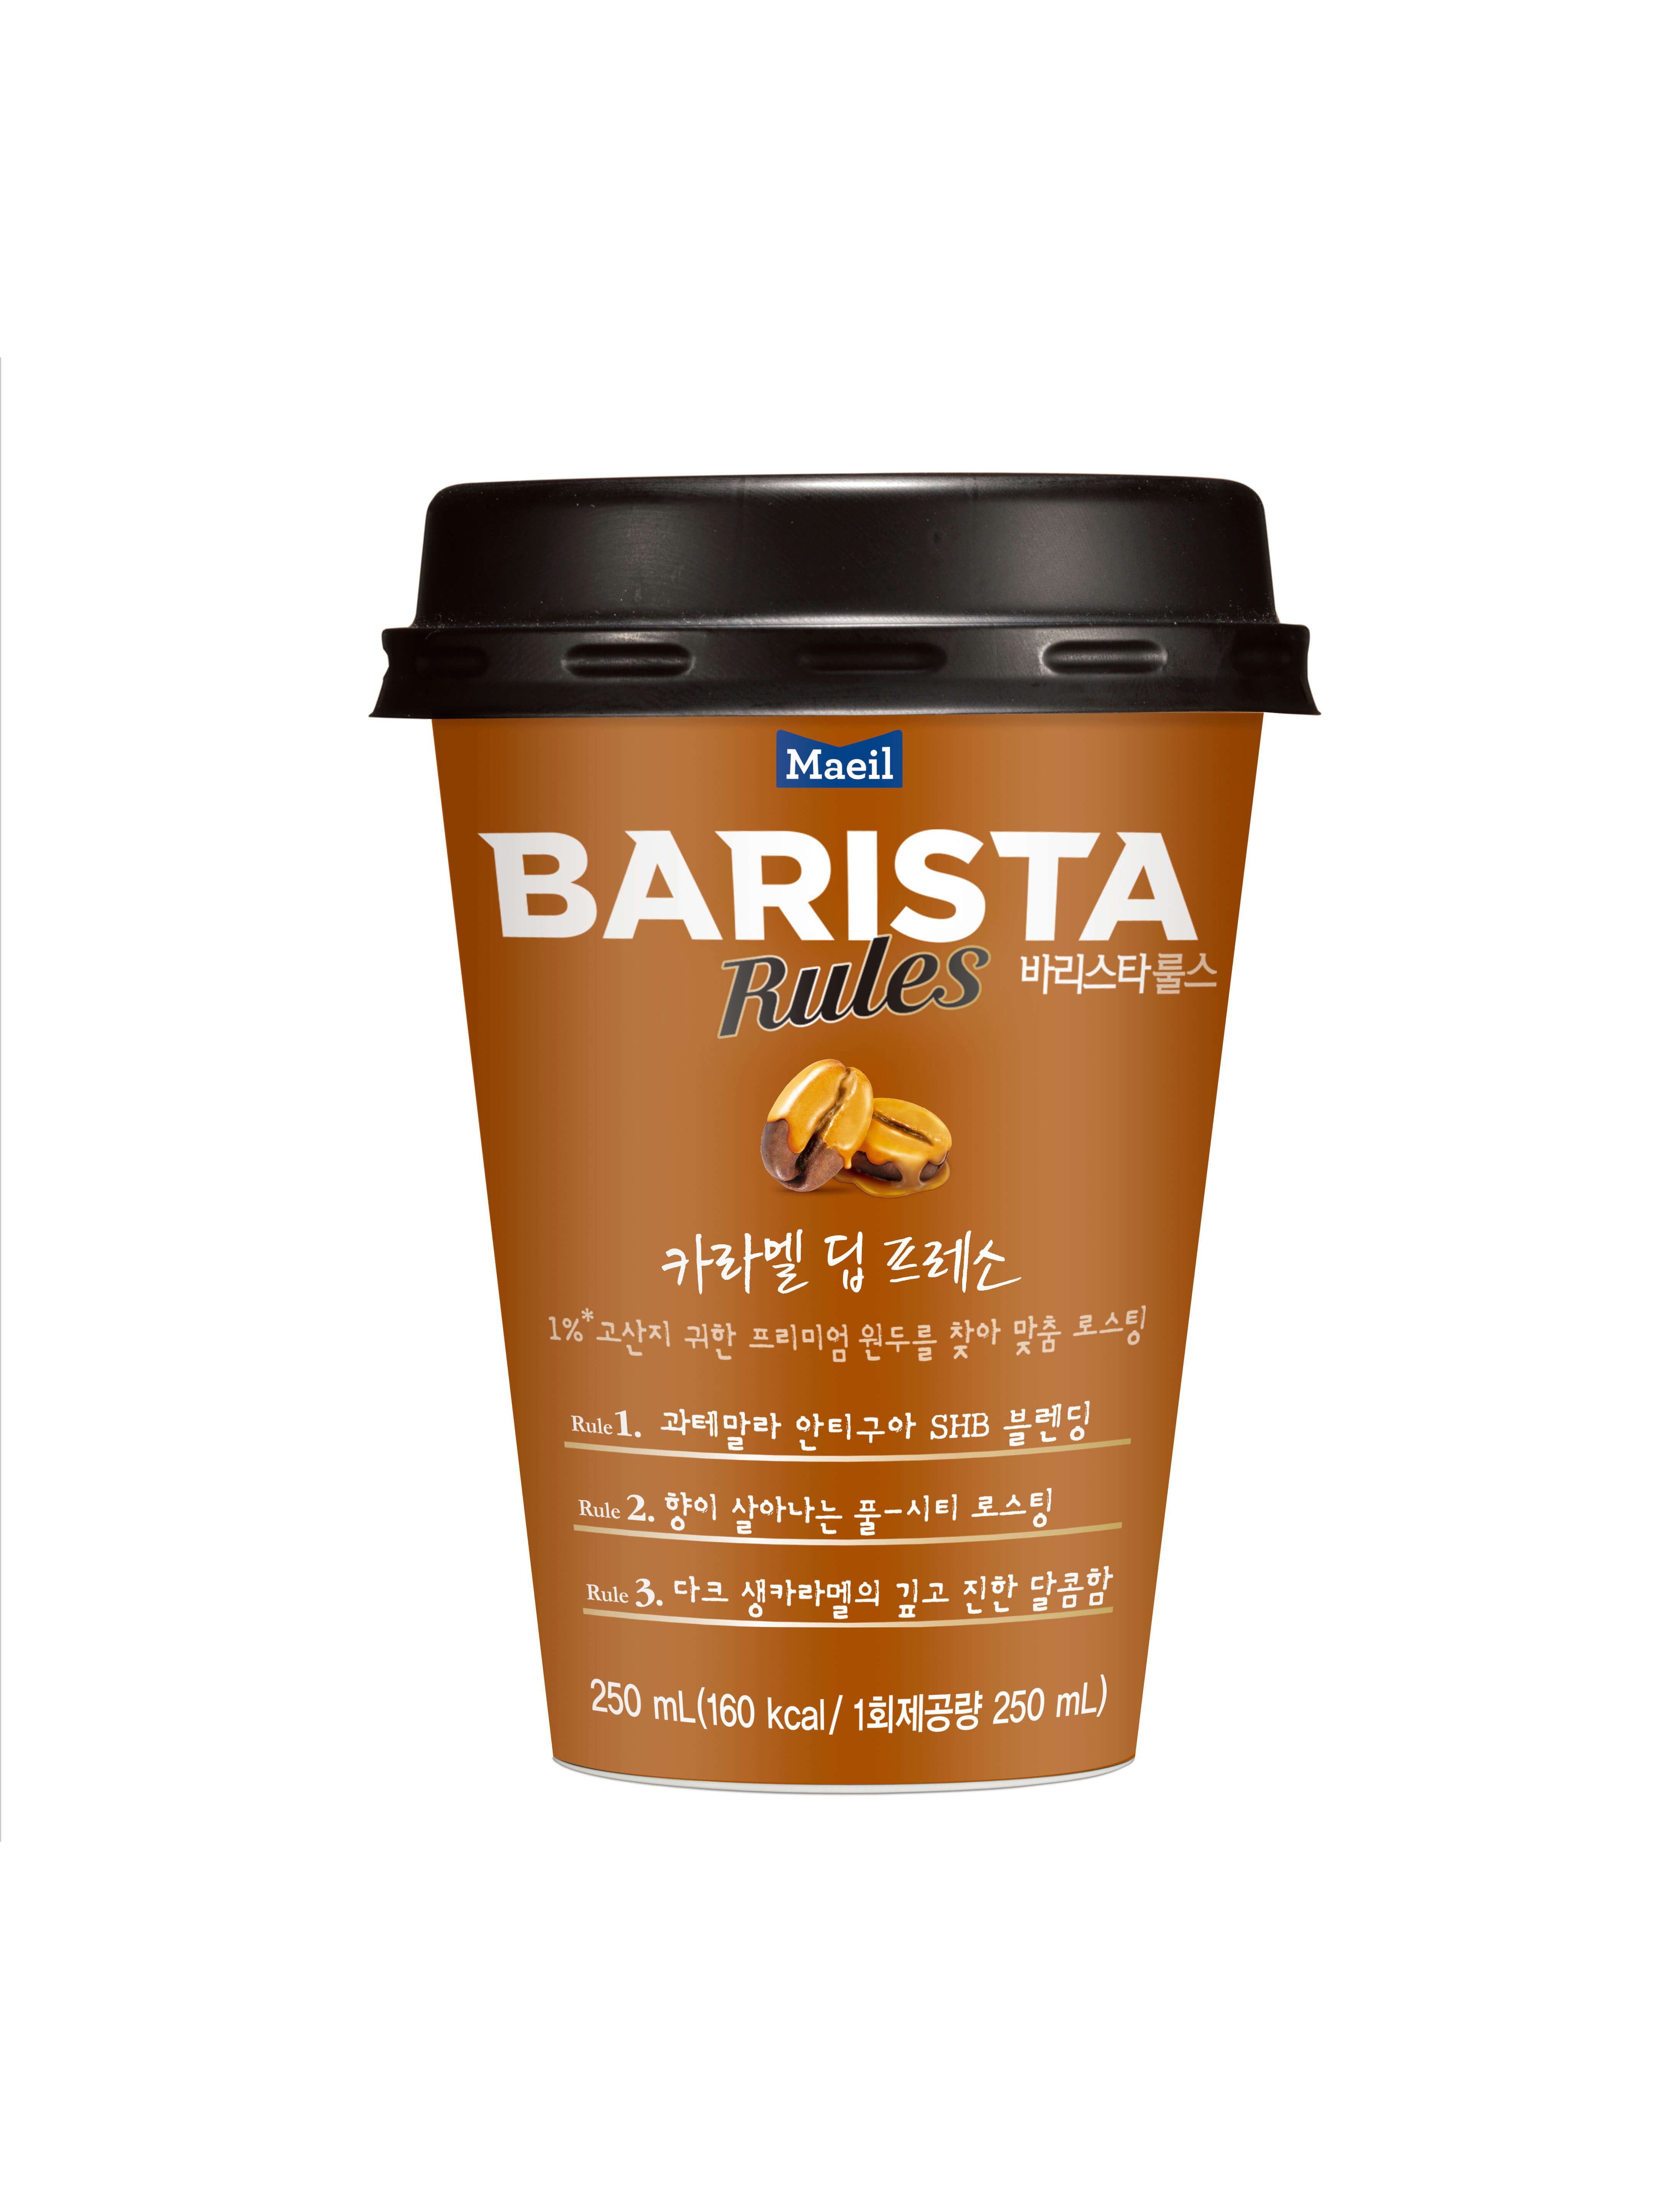 Maeil
BARISTA
Rules 바리스타룰스
카라멜 딥 프레소
1%*고산지 귀한 프리미엄 원두를 찾아 맞춤 로스팅
Rule 1. 과테말라 안티구아 SHB 블렌딩
Rule 2. 향이 살아나는 풀-시티 로스팅
Rule 3. 다크 생카라멜의 깊고 진한 달콤함
250 mL(160 kcal/ 1회제공량 250 mL)